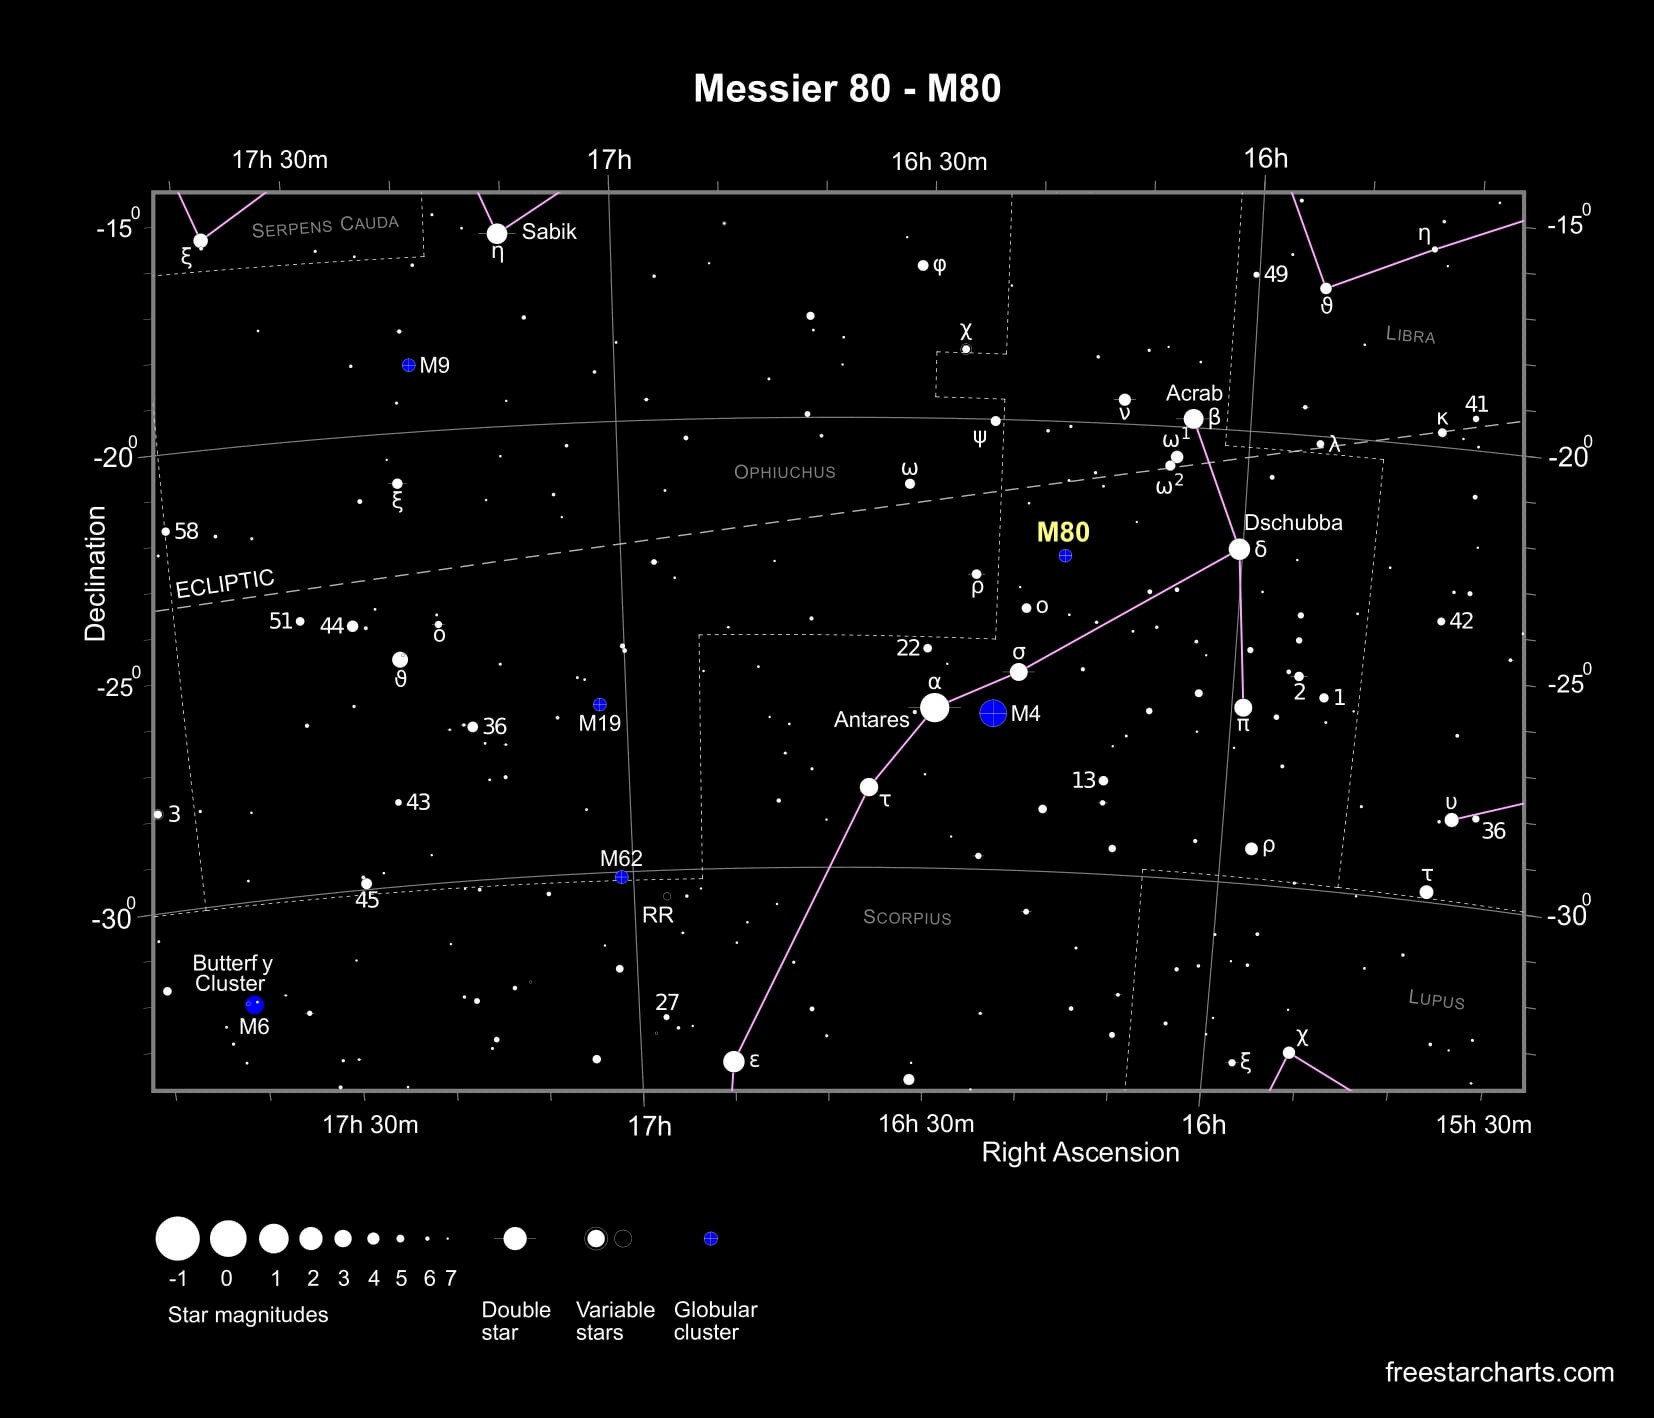 Messier 80 - M80
17h 30m
17h
16h 30m
16h
-15⁰
-15⁰
SERPENS CAUDA
ξ
Sabik
η
φ
49
η
ϑ
LIBRA
χ
M9
ν
Acrab
β
κ
41
ψ
ω¹
λ
-20⁰
-20⁰
OPHIUCHUS
ω
ω²
ξ
58
M80
Dschubba
δ
ECLIPTIC
ρ
ο
51
44
ο
42
22
σ
ϑ
-25⁰
-25⁰
α
2
1
M19
Antares
M4
π
36
13
τ
43
3
υ
36
M62
ρ
45
τ
RR
SCORPIUS
-30⁰
-30⁰
Declination
Butterf y
Cluster
M6
27
LUPUS
ε
ξ
χ
17h 30m
17h
16h 30m
16h
15h 30m
Right Ascension
-1 0 1 2 3 4 5 6 7
Star magnitudes
Double
star
Variable
stars
Globular
cluster
freestarcharts.com